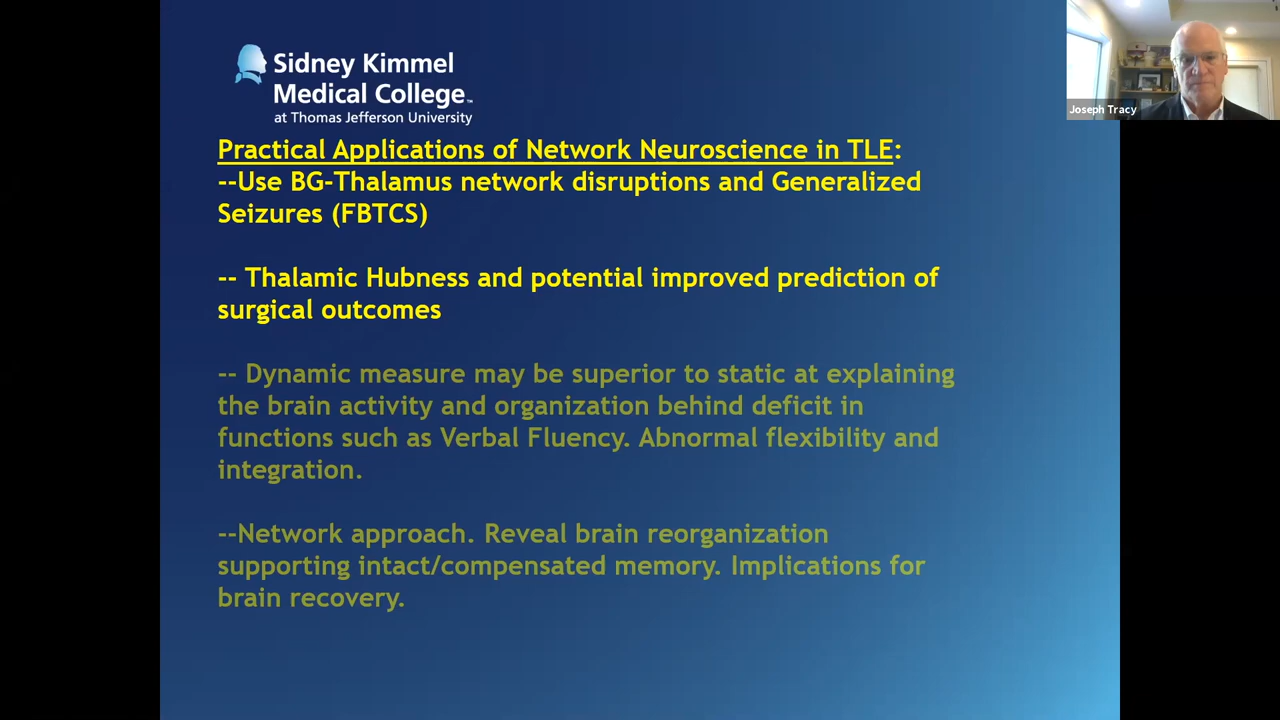 Sidney Kimmel
Medical College™
at Thomas Jefferson University
Practical Applications of Network Neuroscience in TLE:
--Use BG-Thalamus network disruptions and Generalized
Seizures (FBTCS)
-- Thalamic Hubness and potential improved prediction of
surgical outcomes
-- Dynamic measure may be superior to static at explaining
the brain activity and organization behind deficit in
functions such as Verbal Fluency. Abnormal flexibility and
integration.
--Network approach. Reveal brain reorganization
supporting intact/compensated memory. Implications for
brain recovery.
Joseph Tracy